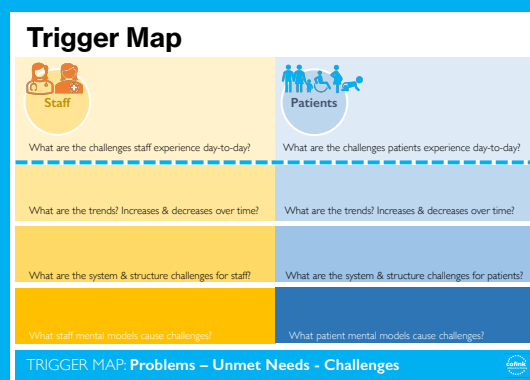 Trigger Map
Staff
Patients
What are the challenges staff experience day-to-day?
What are the challenges patients experience day-to-day?
What are the trends? Increases & decreases over time?
What are the trends? Increases & decreases over time?
What are the system & structure challenges for staff?
What are the system & structure challenges for patients?
What staff mental models cause challenges?
What patient mental models cause challenges?
TRIGGER MAP: Problems – Unmet Needs - Challenges
cofink